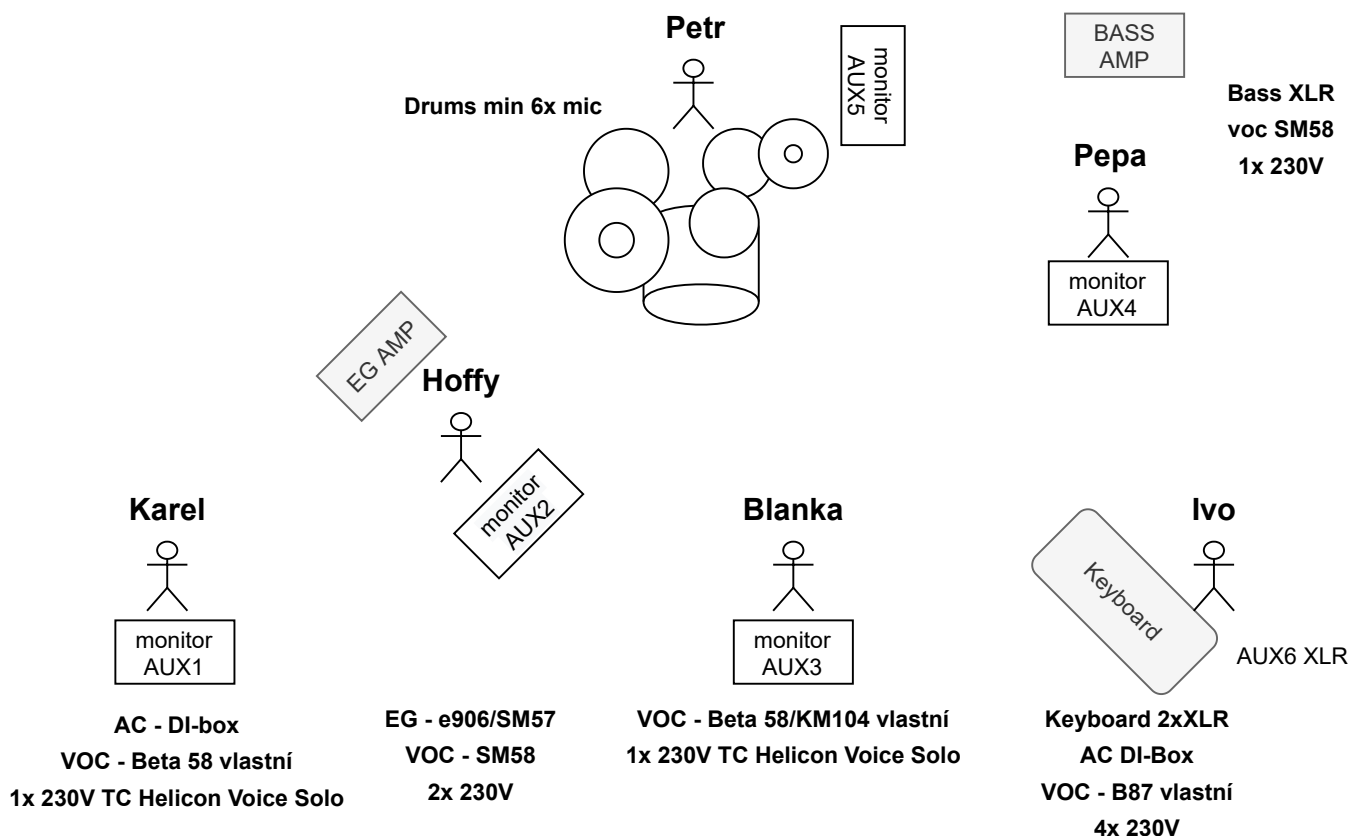 Petr
monitor
AUX5
BASS
AMP
Drums min 6x mic
Bass XLR
voc SM58
1x 230V
Pepa
monitor
AUX4
EG AMP
Hoffy
monitor
AUX2
Karel
monitor
AUX1
Blanka
monitor
AUX3
Ivo
Keyboard
AUX6 XLR
AC - DI-box
VOC - Beta 58 vlastní
1x 230V TC Helicon Voice Solo
EG - e906/SM57
VOC - SM58
2x 230V
VOC - Beta 58/KM104 vlastní
1x 230V TC Helicon Voice Solo
Keyboard 2xXLR
AC DI-Box
VOC - B87 vlastní
4x 230V